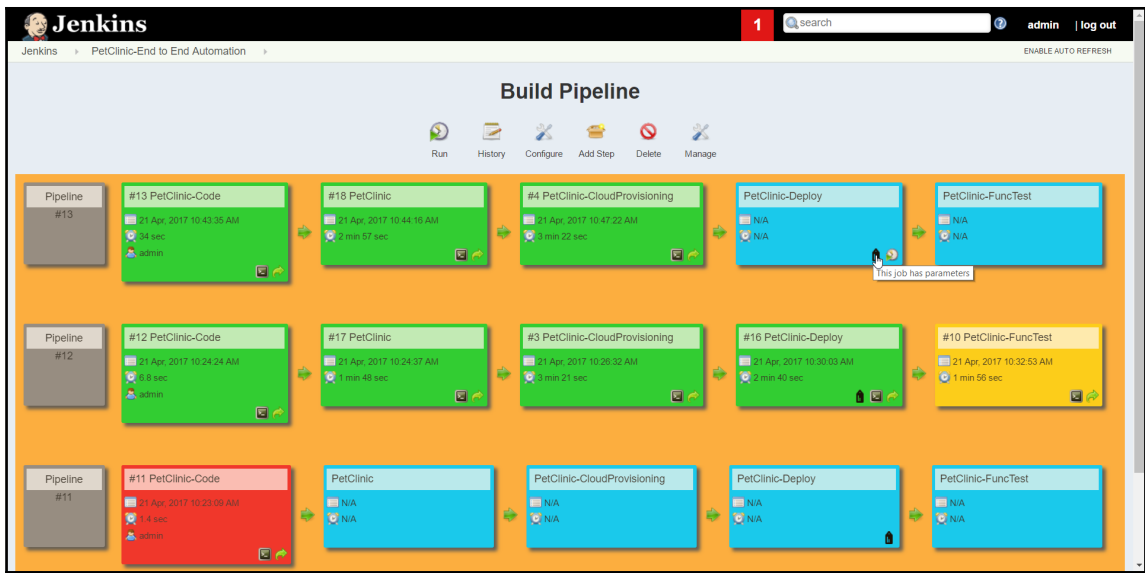 Jenkins
1
search
admin
| log out
Jenkins
PetClinic-End to End Automation
ENABLE AUTO REFRESH
Build Pipeline
Run
History
Configure
Add Step
Delete
Manage
Pipeline
#13
#13 PetClinic-Code
21 Apr, 2017 10:43:35 AM
34 sec
admin
#18 PetClinic
21 Apr, 2017 10:44:16 AM
2 min 57 sec
#4 PetClinic-CloudProvisioning
21 Apr, 2017 10:47:22 AM
3 min 22 sec
PetClinic-Deploy
N/A
N/A
This job has parameters
PetClinic-FuncTest
N/A
N/A
Pipeline
#12
#12 PetClinic-Code
21 Apr, 2017 10:24:24 AM
6.8 sec
admin
#17 PetClinic
21 Apr, 2017 10:24:37 AM
1 min 48 sec
#3 PetClinic-CloudProvisioning
21 Apr, 2017 10:26:32 AM
3 min 21 sec
#16 PetClinic-Deploy
21 Apr, 2017 10:30:03 AM
2 min 40 sec
#10 PetClinic-FuncTest
21 Apr, 2017 10:32:53 AM
1 min 56 sec
Pipeline
#11
#11 PetClinic-Code
21 Apr, 2017 10:23:09 AM
1.4 sec
admin
PetClinic
N/A
N/A
PetClinic-CloudProvisioning
N/A
N/A
PetClinic-Deploy
N/A
N/A
PetClinic-FuncTest
N/A
N/A